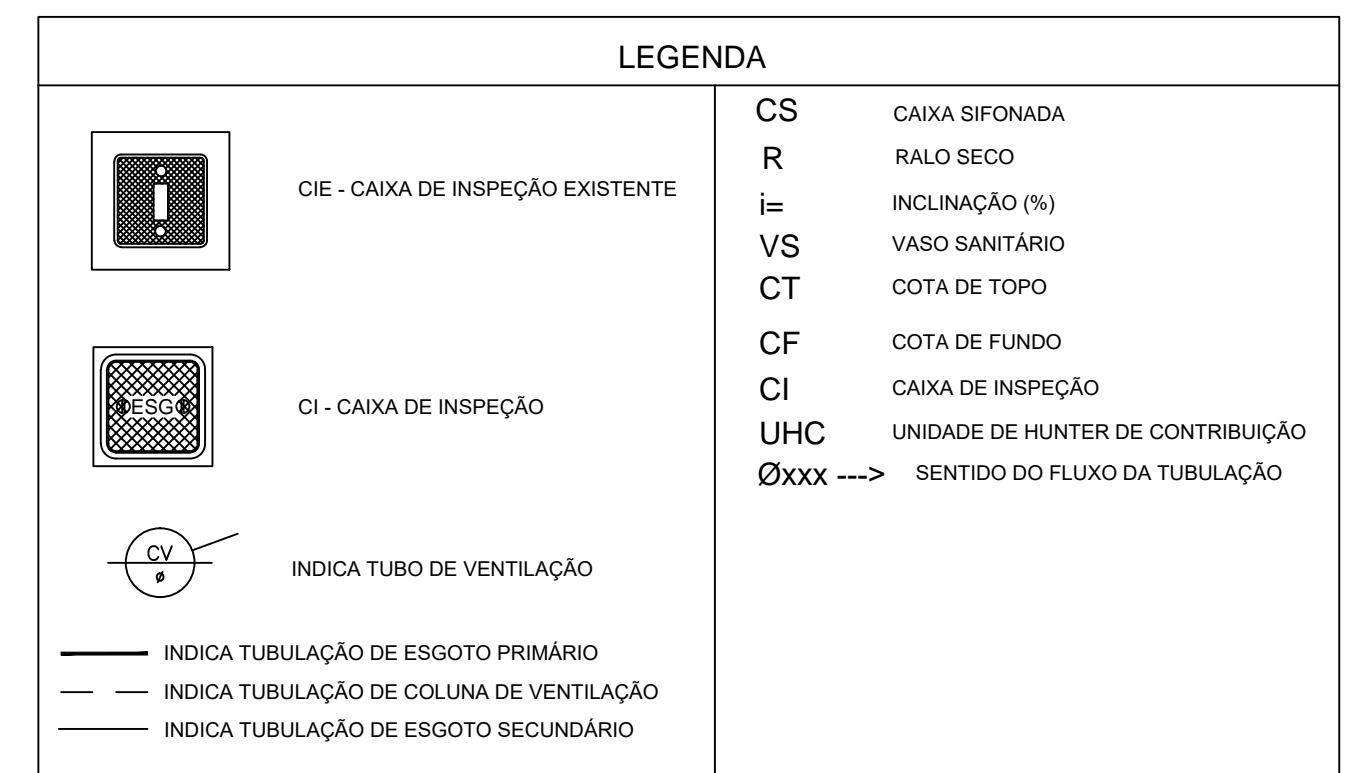 LEGENDA
CIE - CAIXA DE INSPEÇÃO EXISTENTE
ESG
CI - CAIXA DE INSPEÇÃO
CV
ø
INDICA TUBO DE VENTILAÇÃO
INDICA TUBULAÇÃO DE ESGOTO PRIMÁRIO
INDICA TUBULAÇÃO DE COLUNA DE VENTILAÇÃO
INDICA TUBULAÇÃO DE ESGOTO SECUNDÁRIO
CS CAIXA SIFONADA
R RALO SECO
i= INCLINAÇÃO (%)
VS VASO SANITÁRIO
CT COTA DE TOPO
CF COTA DE FUNDO
CI CAIXA DE INSPEÇÃO
UHC UNIDADE DE HUNTER DE CONTRIBUIÇÃO
Øxxx ---> SENTIDO DO FLUXO DA TUBULAÇÃO